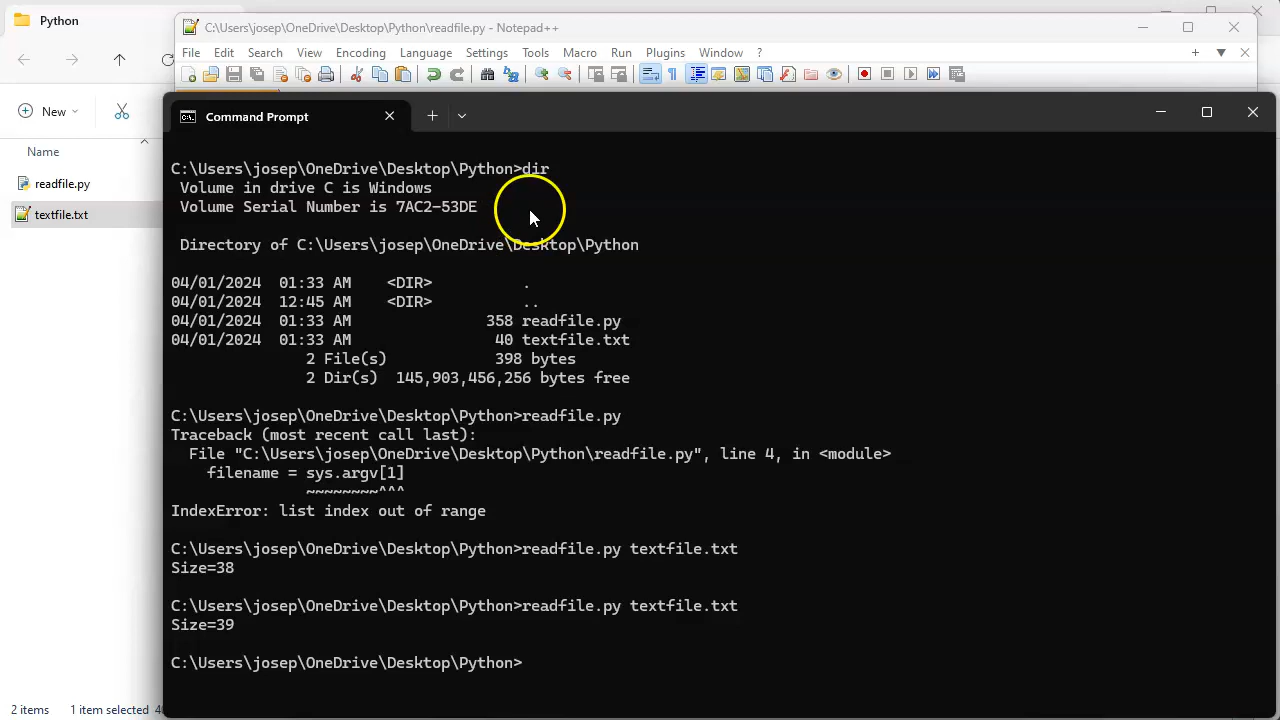 Python
C:\Users\josep\OneDrive\Desktop\Python\readfile.py - Notepad++
File Edit Search View Encoding Language Settings Tools Macro Run Plugins Window ?
New
Name
readfile.py
textfile.txt
2 items 1 item selected
Command Prompt
C:\Users\josep\OneDrive\Desktop\Python>dir
Volume in drive C is Windows
Volume Serial Number is 7AC2-53DE
Directory of C:\Users\josep\OneDrive\Desktop\Python
04/01/2024 01:33 AM <DIR> .
04/01/2024 12:45 AM <DIR> ..
04/01/2024 01:33 AM 358 readfile.py
04/01/2024 01:33 AM 40 textfile.txt
2 File(s) 398 bytes
2 Dir(s) 145,903,456,256 bytes free
C:\Users\josep\OneDrive\Desktop\Python>readfile.py
Traceback (most recent call last):
File "C:\Users\josep\OneDrive\Desktop\Python\readfile.py", line 4, in <module>
filename = sys.argv[1]
~~~~~~~~^^^
IndexError: list index out of range
C:\Users\josep\OneDrive\Desktop\Python>readfile.py textfile.txt
Size=38
C:\Users\josep\OneDrive\Desktop\Python>readfile.py textfile.txt
Size=39
C:\Users\josep\OneDrive\Desktop\Python>